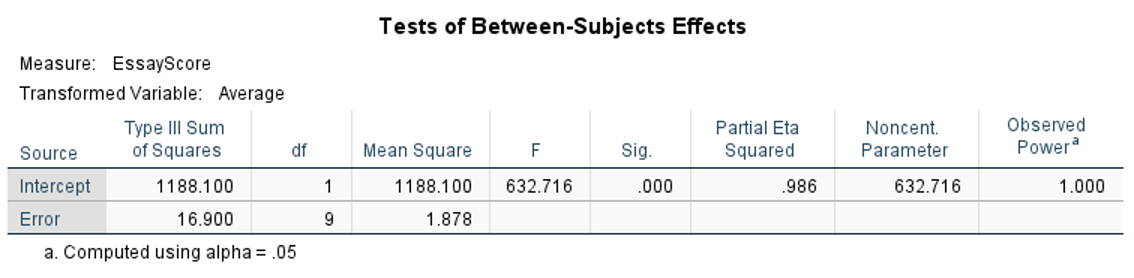 Tests of Between-Subjects Effects
Measure: EssayScore
Transformed Variable: Average
Source Type III Sum of Squares df Mean Square F Sig. Partial Eta Squared Noncent. Parameter Observed Power a
Intercept 1188.100 1 1188.100 632.716 .000 .986 632.716 1.000
Error 16.900 9 1.878
a. Computed using alpha = .05